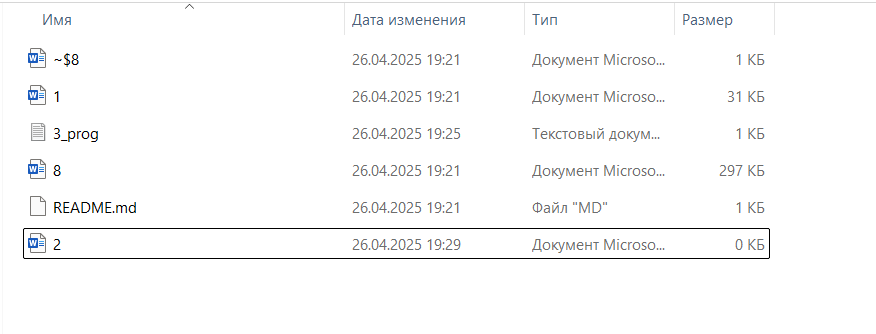 Имя Дата изменения Тип Размер
~$8 26.04.2025 19:21 Документ Microso... 1 КБ
1 26.04.2025 19:21 Документ Microso... 31 КБ
3_prog 26.04.2025 19:25 Текстовый докум... 1 КБ
8 26.04.2025 19:21 Документ Microso... 297 КБ
README.md 26.04.2025 19:21 Файл "MD" 1 КБ
2 26.04.2025 19:29 Документ Microso... 0 КБ